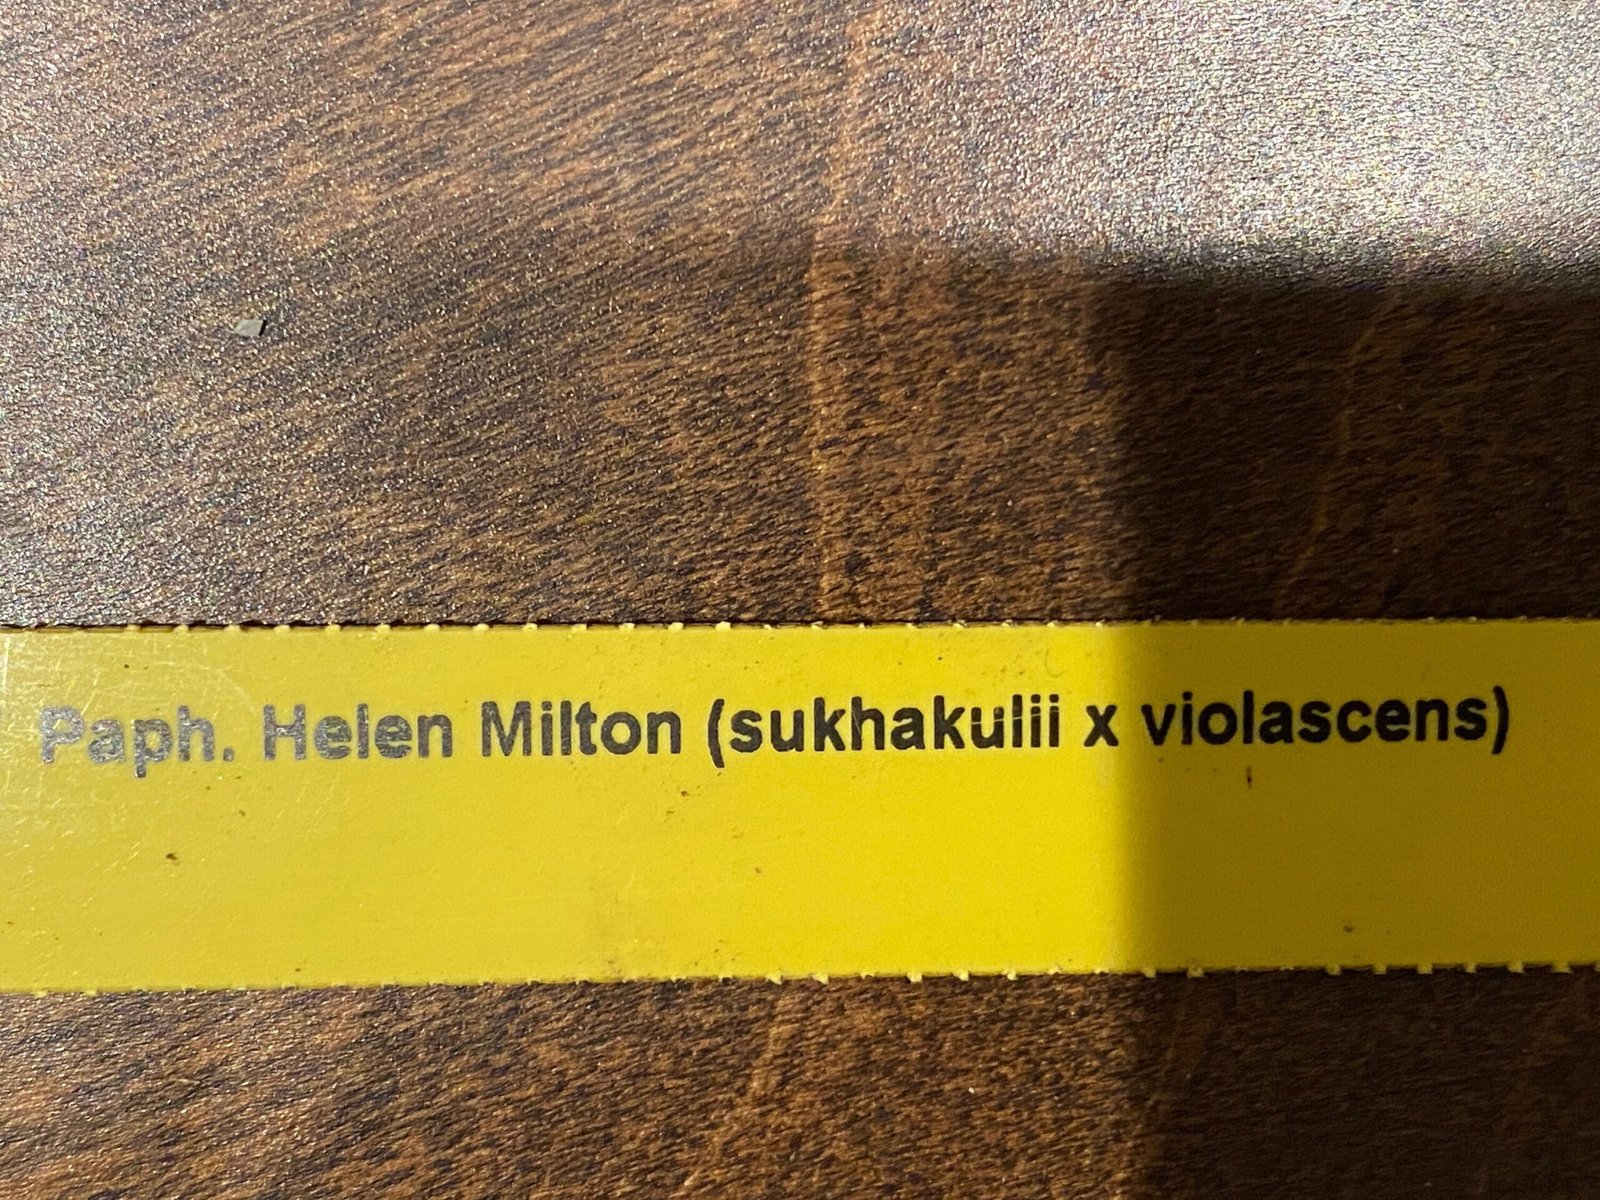 Paph. Helen Milton (sukhakulii x violascens)